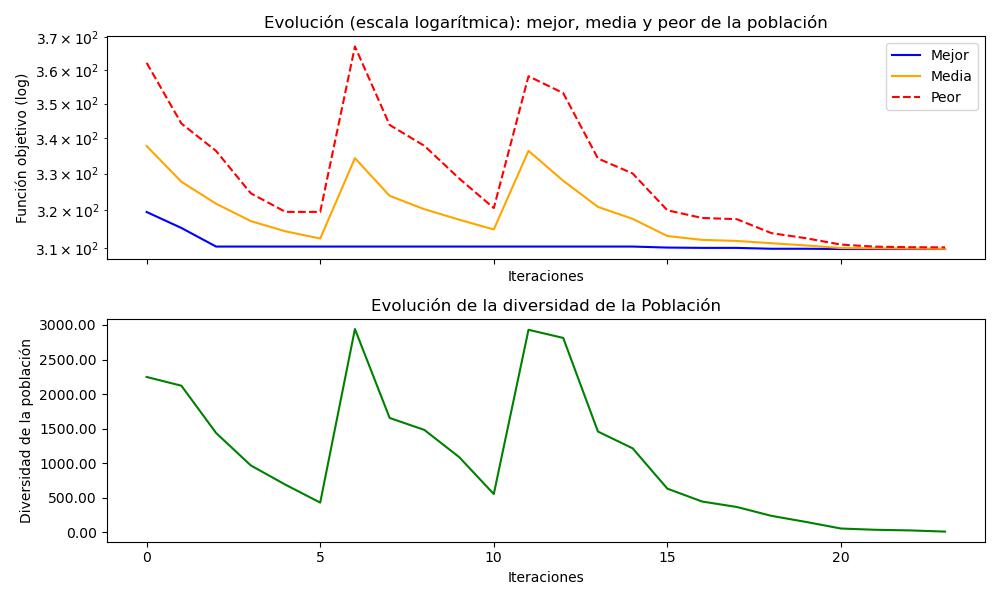 Evolución (escala logarítmica): mejor, media y peor de la población
Función objetivo (log)
3.7 × 10²
3.6 × 10²
3.5 × 10²
3.4 × 10²
3.3 × 10²
3.2 × 10²
3.1 × 10²
Mejor
Media
Peor
Iteraciones
Evolución de la diversidad de la Población
Diversidad de la población
3000.00
2500.00
2000.00
1500.00
1000.00
500.00
0.00
0 5 10 15 20
Iteraciones